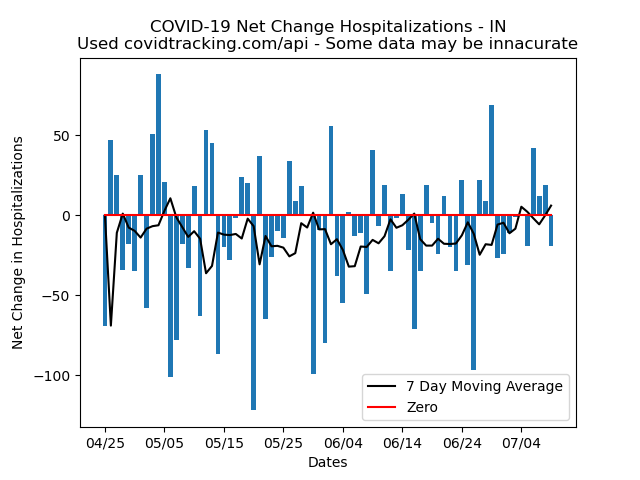 COVID-19 Net Change Hospitalizations - IN
Used covidtracking.com/api - Some data may be innacurate
Net Change in Hospitalizations
50
0
−50
−100
7 Day Moving Average
Zero
04/25 05/05 05/15 05/25 06/04 06/14 06/24 07/04
Dates